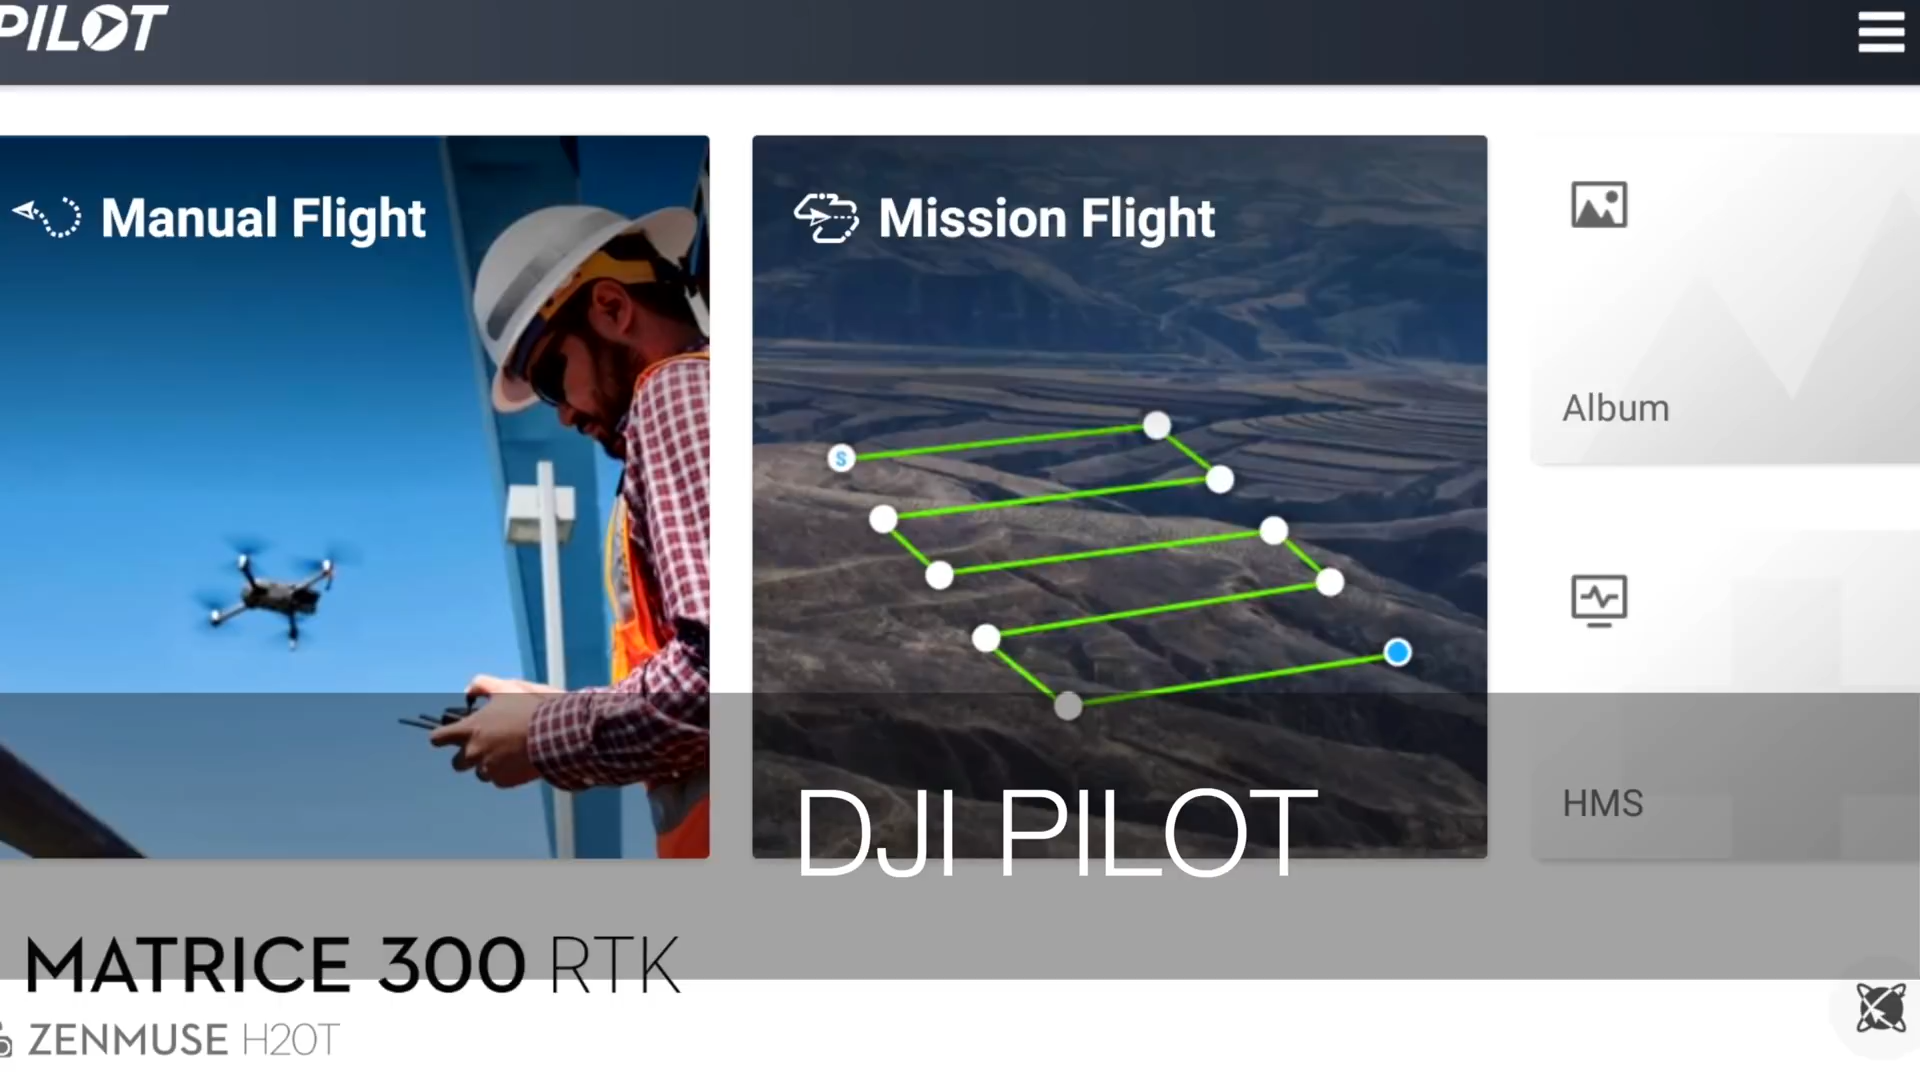 PILOT
Manual Flight
Mission Flight
S
Album
HMS
DJI PILOT
MATRICE 300 RTK
ZENMUSE H20T